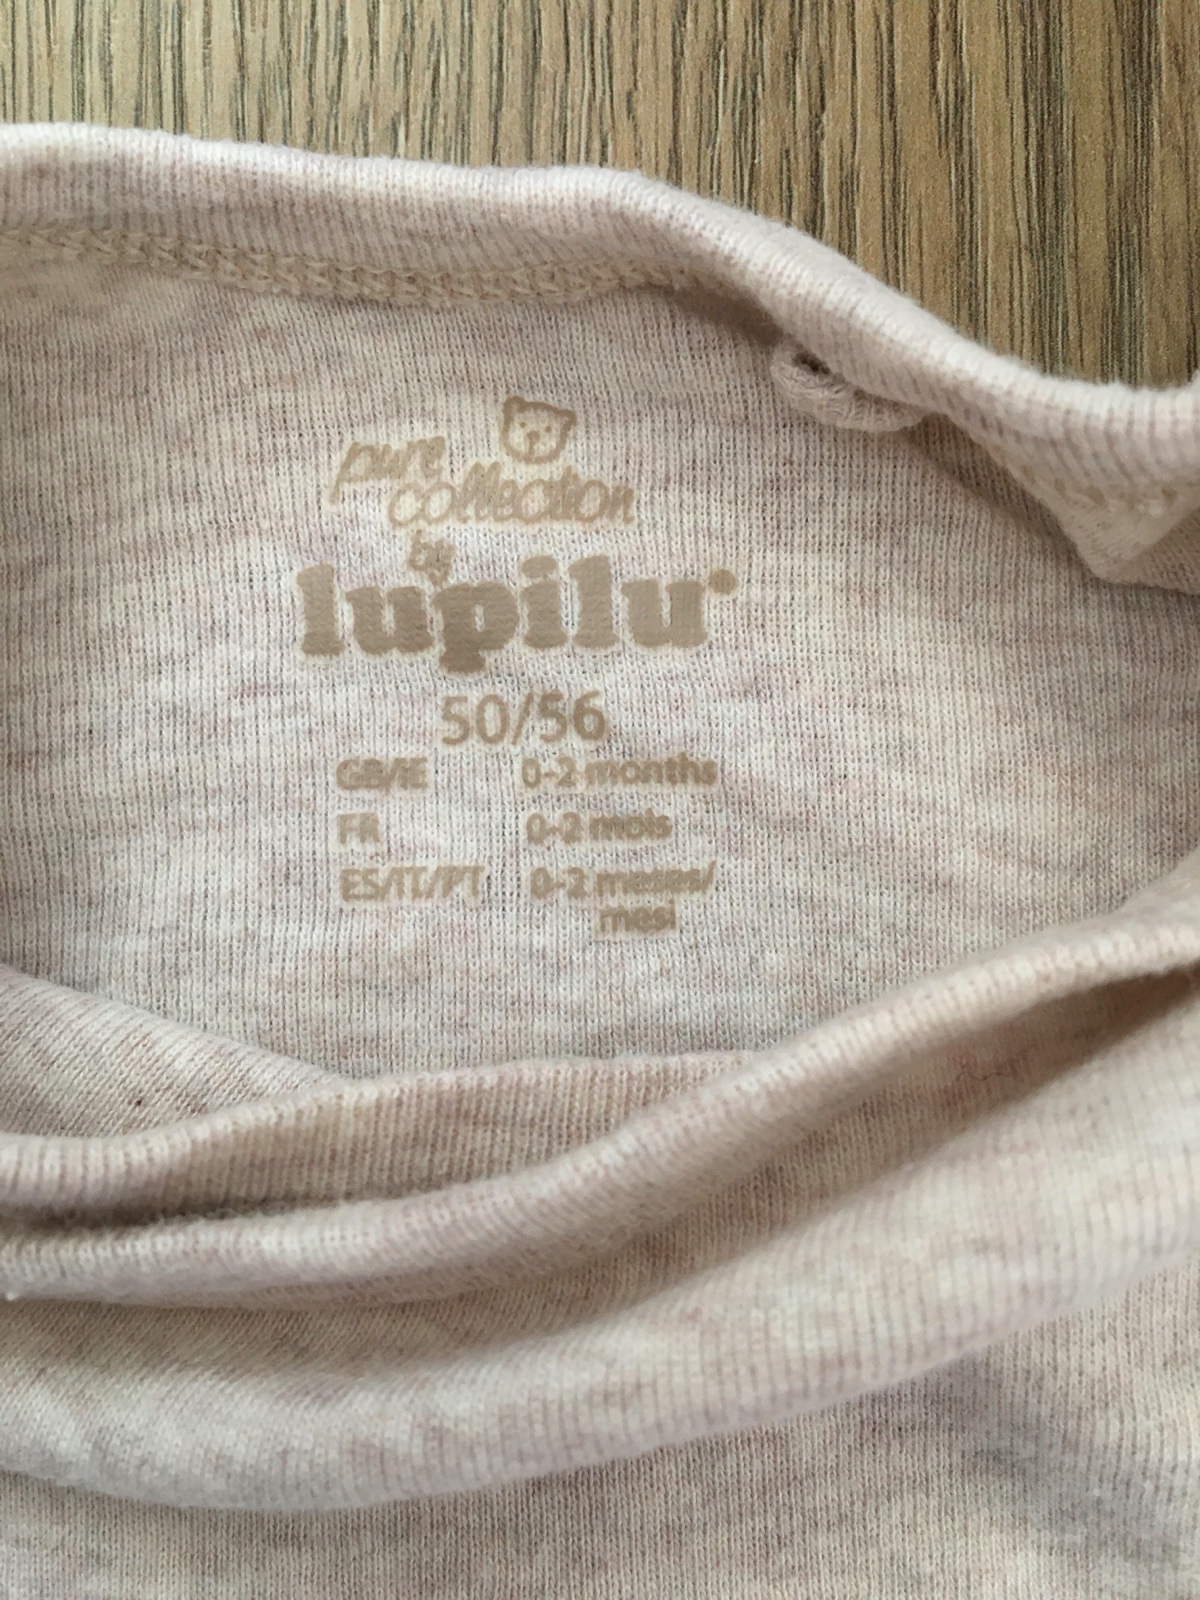 pure
collection
by
lupilu
50/56
GB/IE 0-2 months
FR 0-2 mois
ES/IT/PT 0-2 meses/
mesi